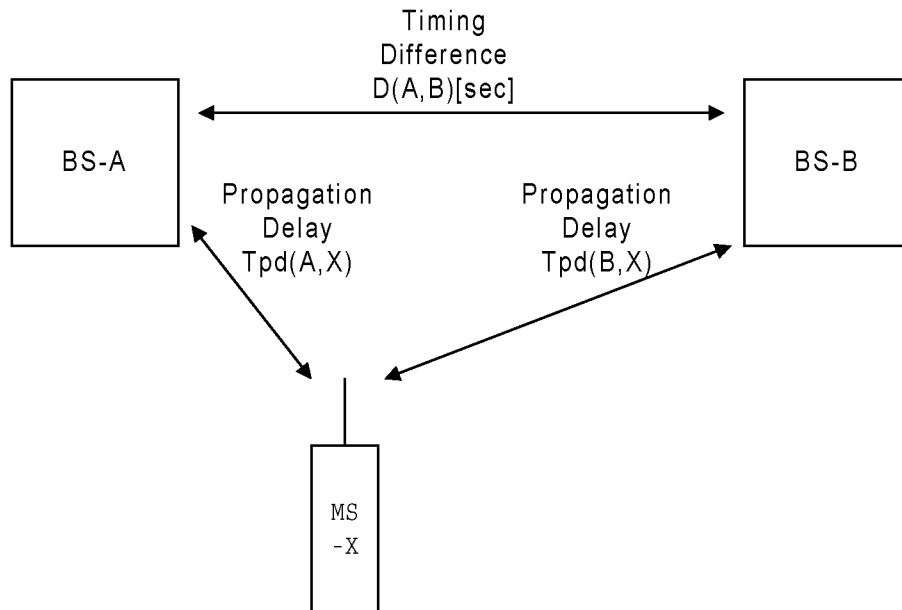 Timing
Difference
D(A,B)[sec]
BS-A
BS-B
Propagation
Delay
Tpd(A,X)
Propagation
Delay
Tpd(B,X)
MS
-X